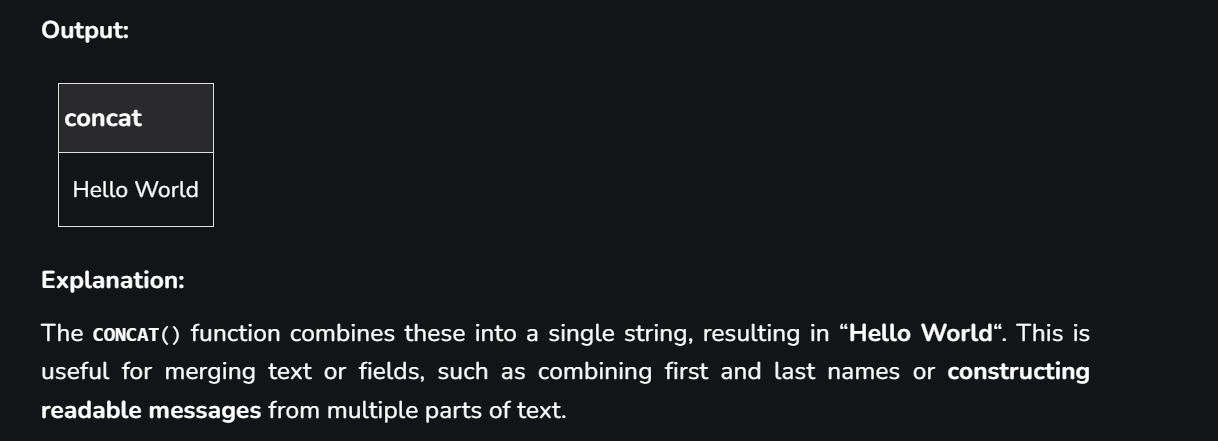 Output:
concat
Hello World
Explanation:
The CONCAT() function combines these into a single string, resulting in “Hello World“. This is
useful for merging text or fields, such as combining first and last names or constructing
readable messages from multiple parts of text.